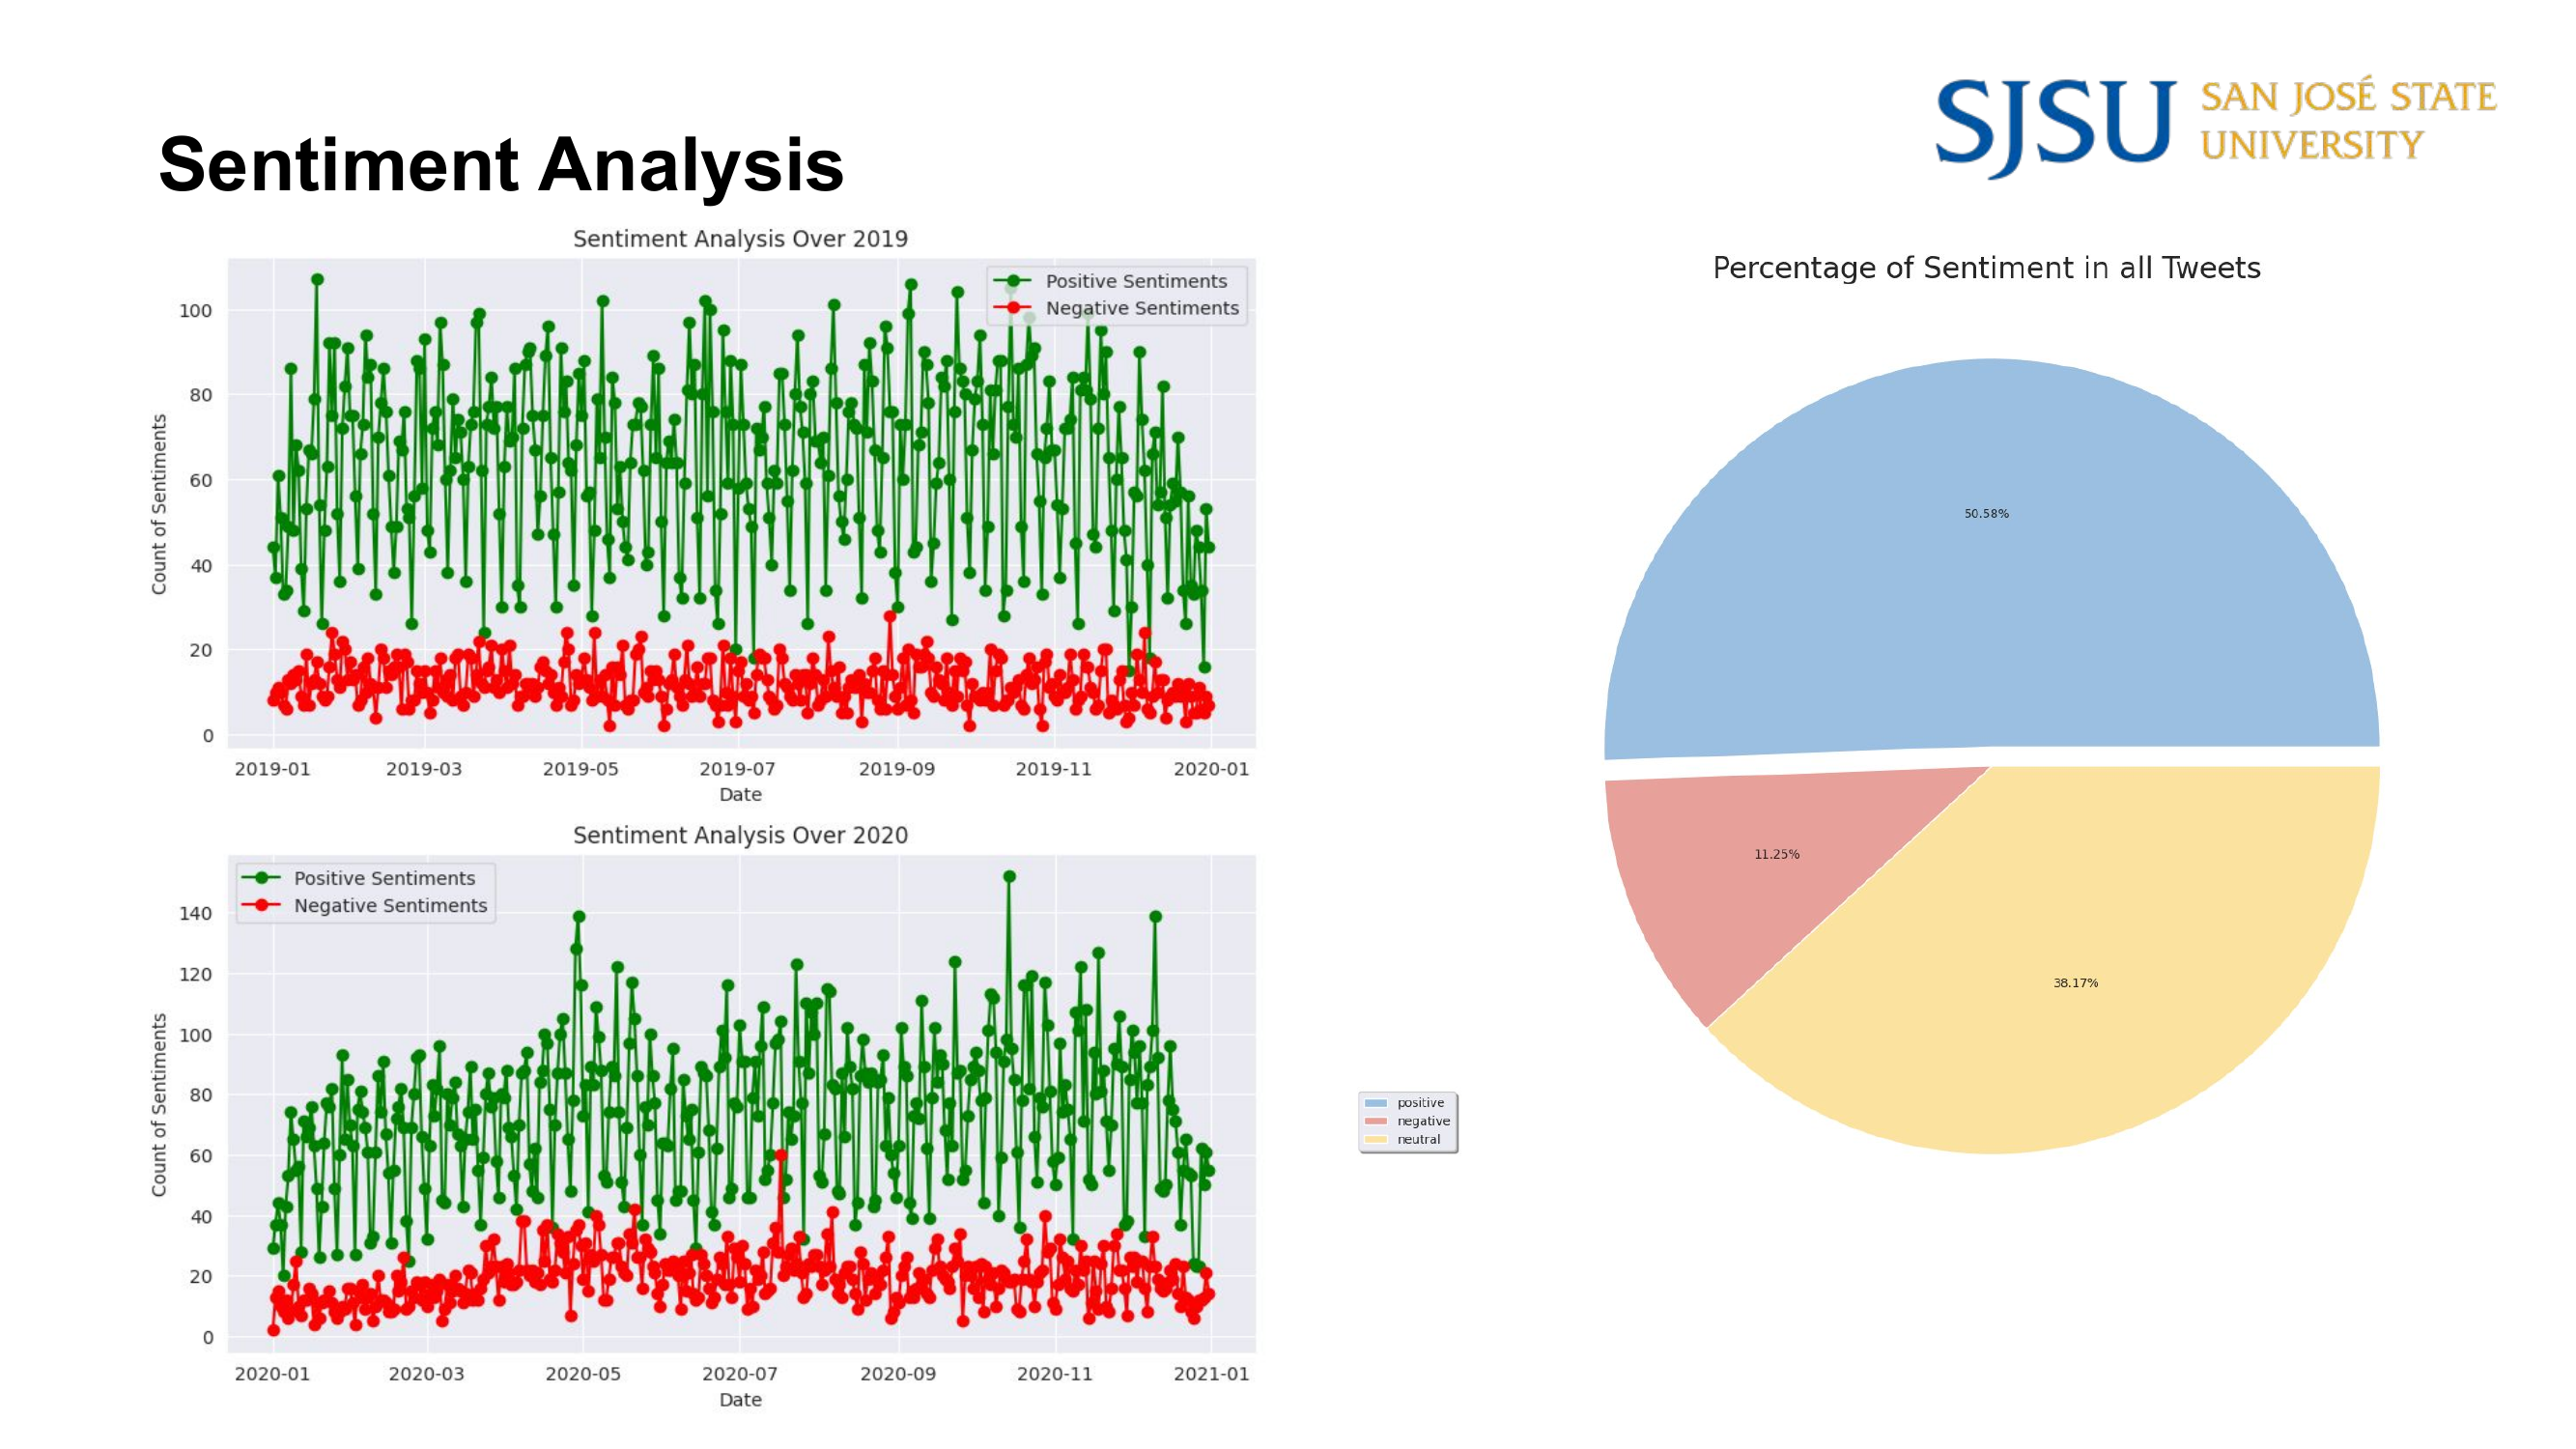 SJSU SAN JOSÉ STATE
UNIVERSITY
Sentiment Analysis
Sentiment Analysis Over 2019
Positive Sentiments
Negative Sentiments
100
80
60
40
20
0
Count of Sentiments
2019-01 2019-03 2019-05 2019-07 2019-09 2019-11 2020-01
Date
Sentiment Analysis Over 2020
Positive Sentiments
Negative Sentiments
140
120
100
80
60
40
20
0
Count of Sentiments
2020-01 2020-03 2020-05 2020-07 2020-09 2020-11 2021-01
Date
Percentage of Sentiment in all Tweets
50.58%
11.25%
38.17%
positive
negative
neutral